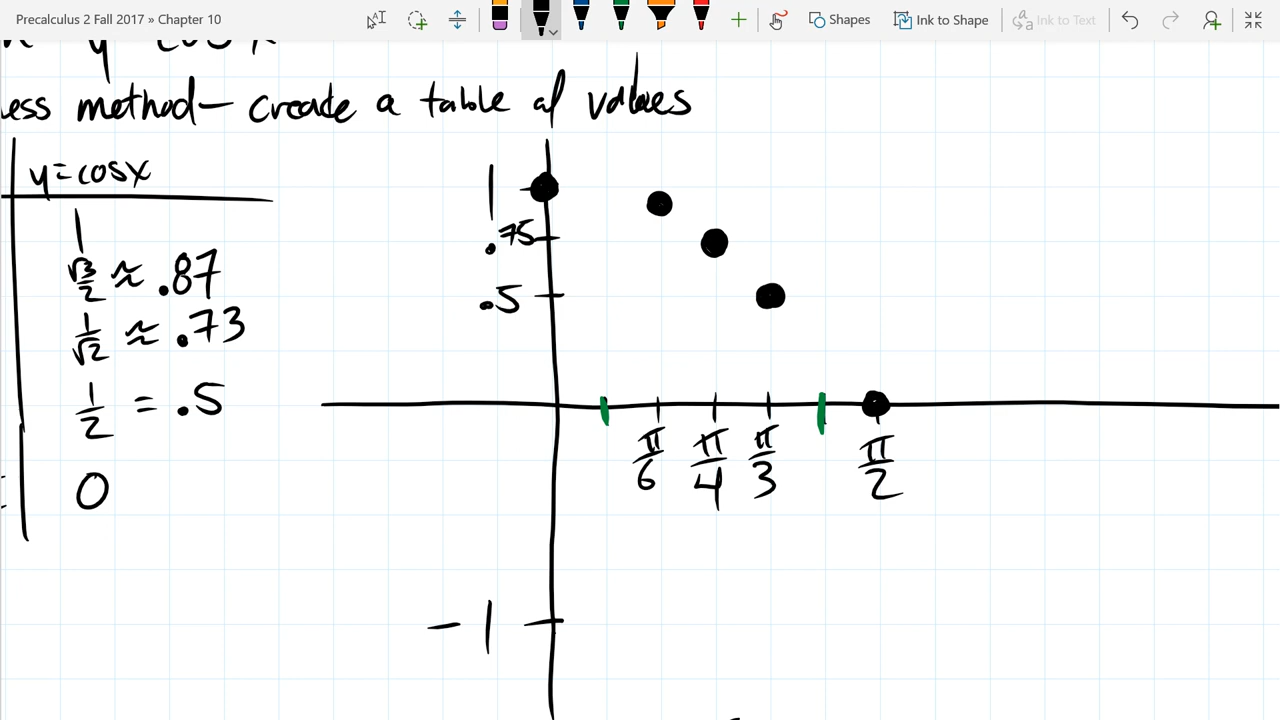 Precalculus 2 Fall 2017 » Chapter 10
Shapes
Ink to Shape
Ink to Text
y cos x
ess method— create a table of values
y=cosx
1
√3/2 ≈ .87
1/√2 ≈ .73
1/2 = .5
0
1
.75
.5
π/6 π/4 π/3 π/2
-1